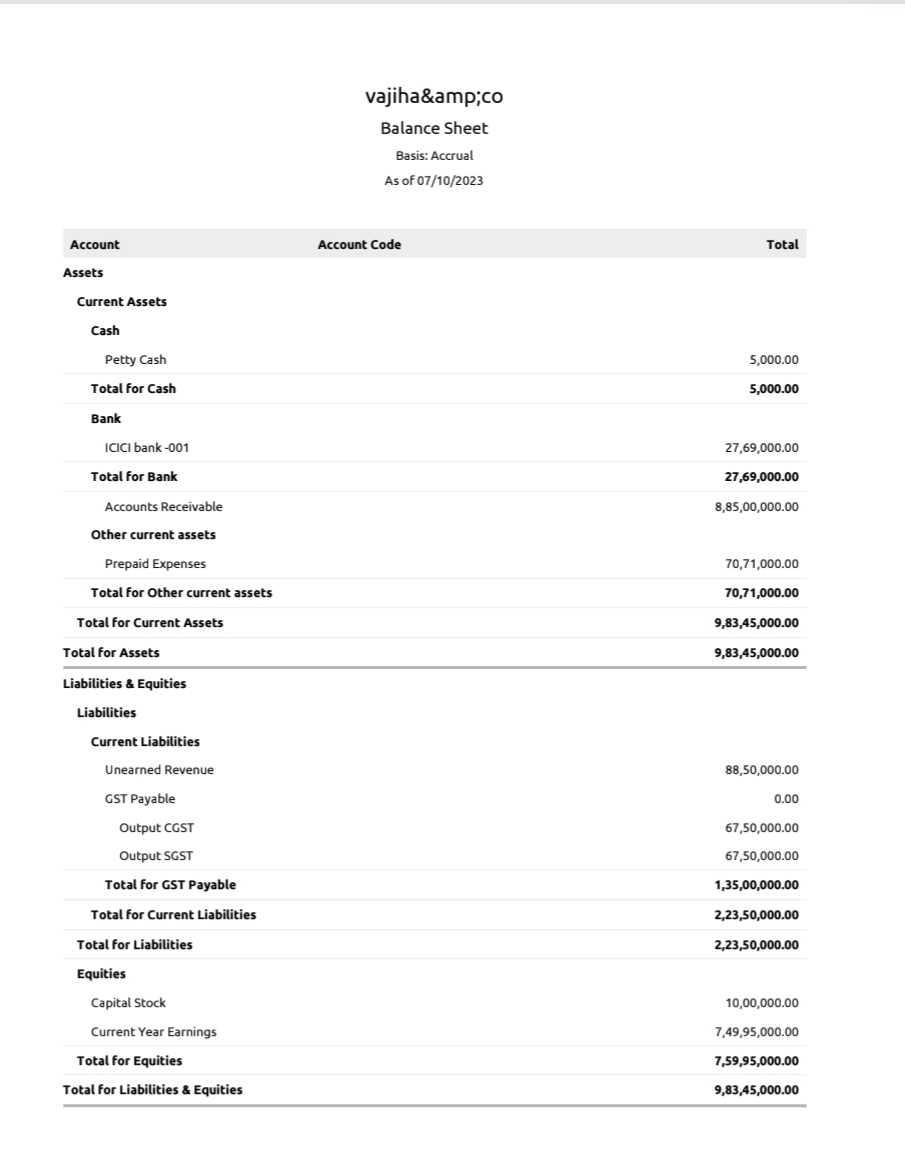 vajiha&amp;co
Balance Sheet
Basis: Accrual
As of 07/10/2023
Account Account Code Total
Assets
Current Assets
Cash
Petty Cash 5,000.00
Total for Cash 5,000.00
Bank
ICICI bank -001 27,69,000.00
Total for Bank 27,69,000.00
Accounts Receivable 8,85,00,000.00
Other current assets
Prepaid Expenses 70,71,000.00
Total for Other current assets 70,71,000.00
Total for Current Assets 9,83,45,000.00
Total for Assets 9,83,45,000.00
Liabilities & Equities
Liabilities
Current Liabilities
Unearned Revenue 88,50,000.00
GST Payable 0.00
Output CGST 67,50,000.00
Output SGST 67,50,000.00
Total for GST Payable 1,35,00,000.00
Total for Current Liabilities 2,23,50,000.00
Total for Liabilities 2,23,50,000.00
Equities
Capital Stock 10,00,000.00
Current Year Earnings 7,49,95,000.00
Total for Equities 7,59,95,000.00
Total for Liabilities & Equities 9,83,45,000.00